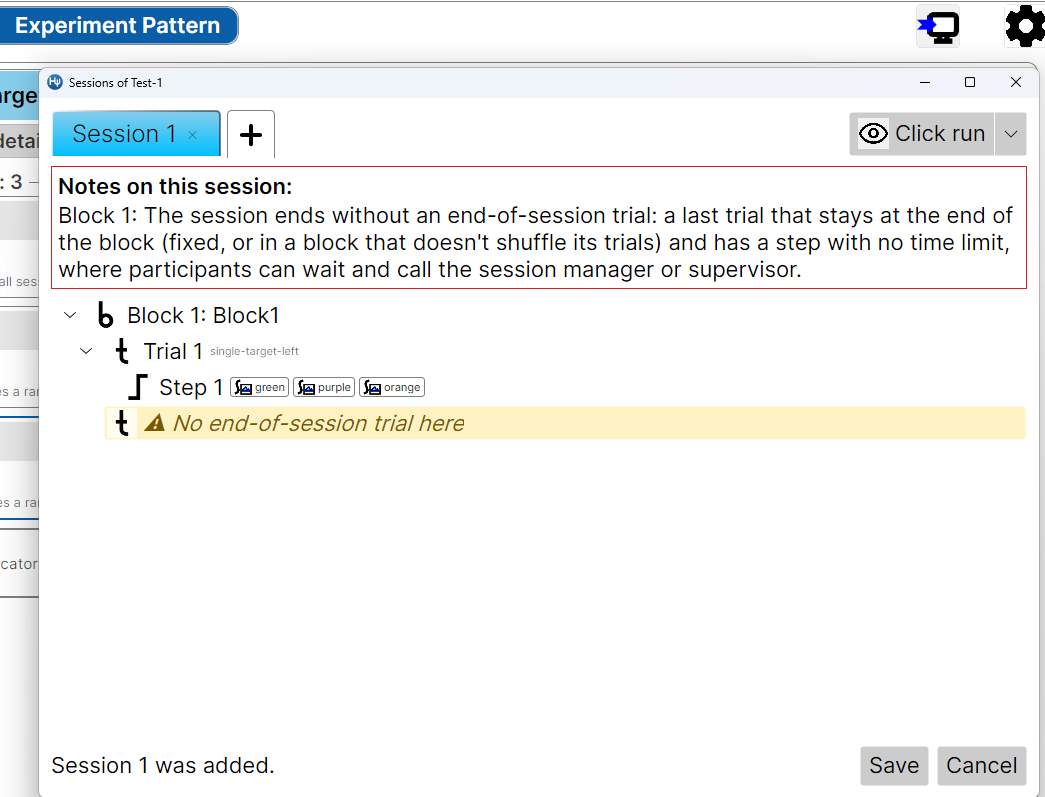 Experiment Pattern
Sessions of Test-1
Session 1 ×
+
Click run
: 3
Notes on this session:
Block 1: The session ends without an end-of-session trial: a last trial that stays at the end of
the block (fixed, or in a block that doesn't shuffle its trials) and has a step with no time limit,
where participants can wait and call the session manager or supervisor.
Block 1: Block1
t Trial 1 single-target-left
Step 1 green purple orange
t No end-of-session trial here
Session 1 was added.
Save
Cancel